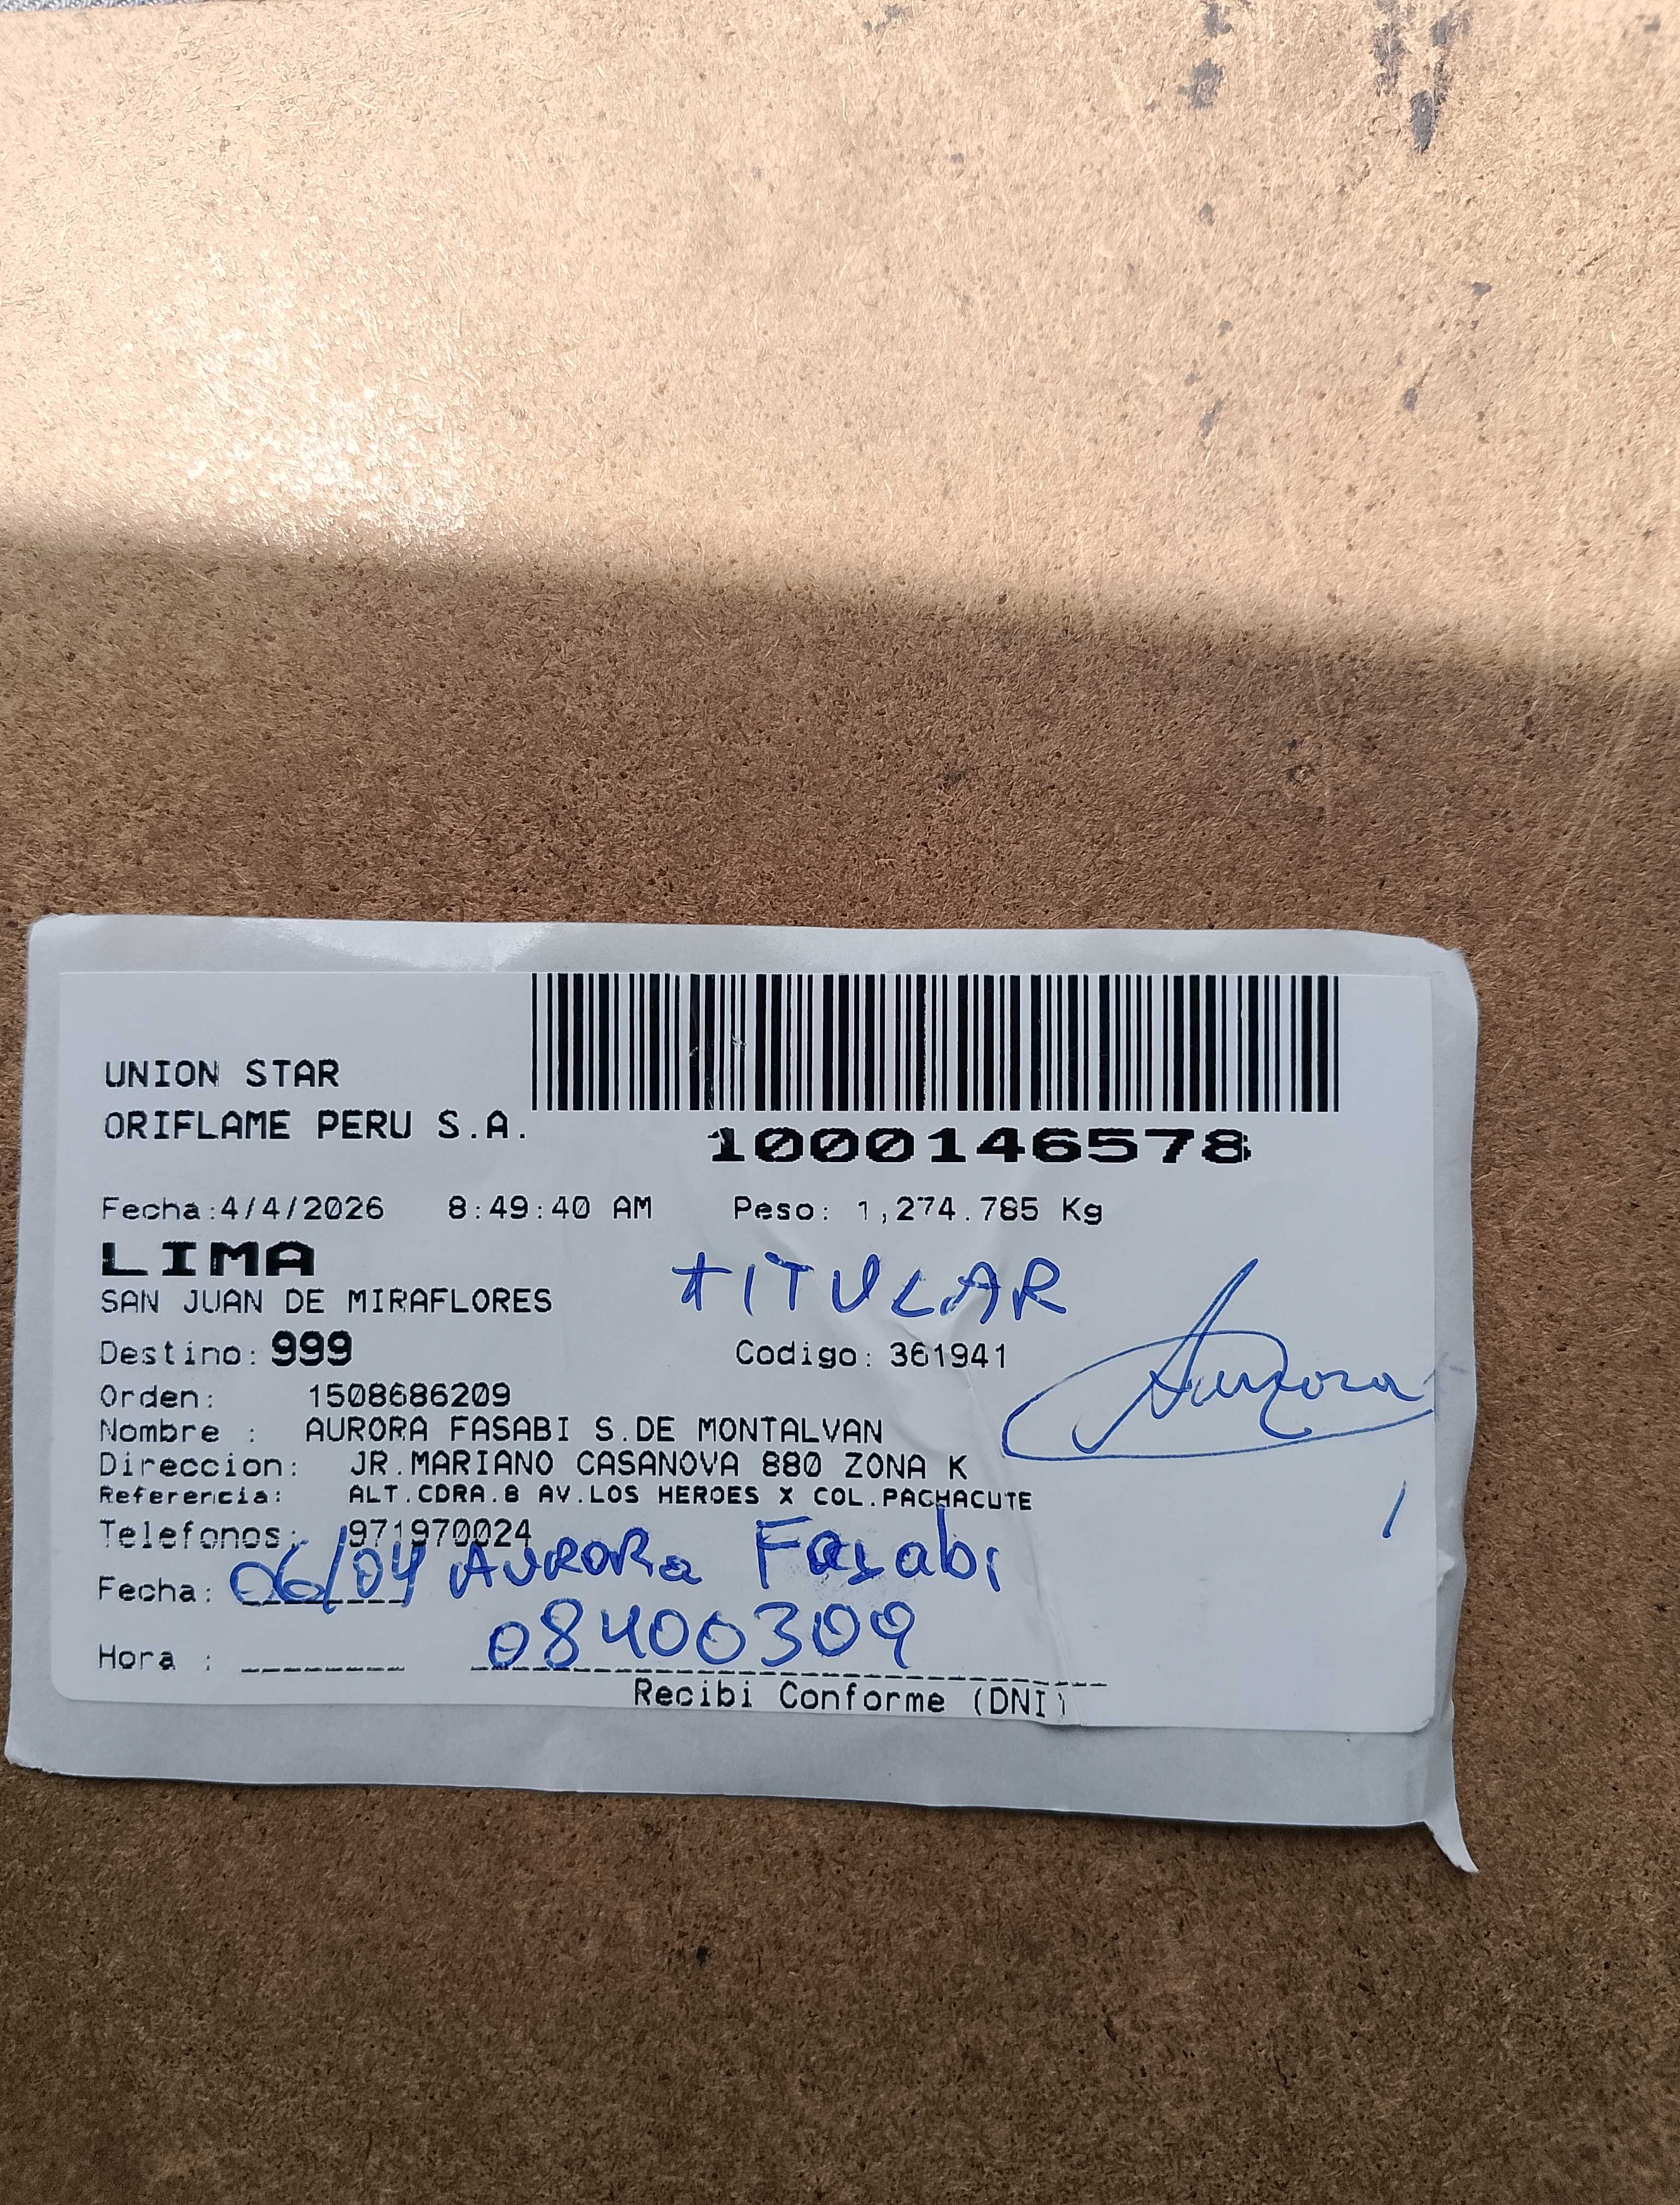 UNION STAR
ORIFLAME PERU S.A.
1000146578
Fecha:4/4/2026 8:49:40 AM Peso: 1,274.785 Kg
LIMA
TITULAR
SAN JUAN DE MIRAFLORES
Destino: 999 Codigo: 361941
Aurora
Orden: 1508686209
Nombre : AURORA FASABI S.DE MONTALVAN
Direccion: JR.MARIANO CASANOVA 880 ZONA K
Referencia: ALT.CDRA.8 AV.LOS HEROES X COL.PACHACUTE
Telefonos: 971970024
Fecha: 06/04 AURORa Fasabi
08400309
Hora :
Recibi Conforme (DNI)